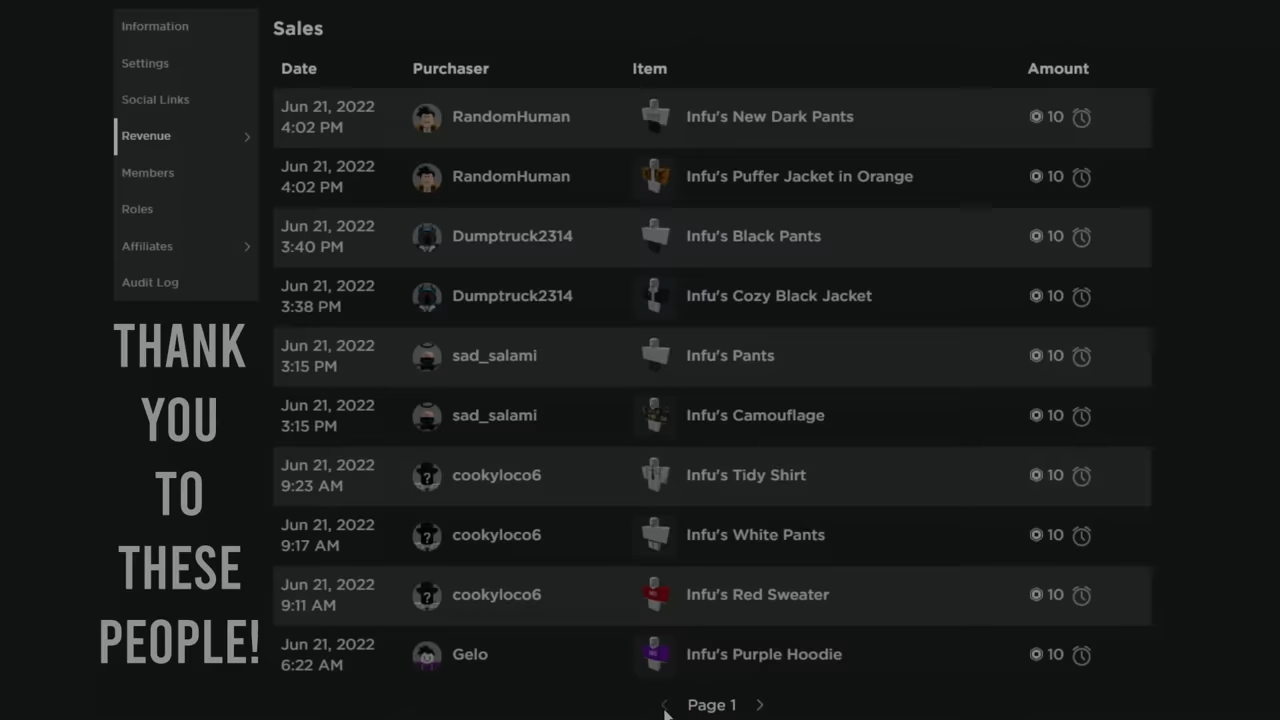 Information
Settings
Social Links
Revenue
Members
Roles
Affiliates
Audit Log
THANK
YOU
TO
THESE
PEOPLE!
Sales
Date Purchaser Item Amount
Jun 21, 2022
4:02 PM RandomHuman Infu's New Dark Pants 10
Jun 21, 2022
4:02 PM RandomHuman Infu's Puffer Jacket in Orange 10
Jun 21, 2022
3:40 PM Dumptruck2314 Infu's Black Pants 10
Jun 21, 2022
3:38 PM Dumptruck2314 Infu's Cozy Black Jacket 10
Jun 21, 2022
3:15 PM sad_salami Infu's Pants 10
Jun 21, 2022
3:15 PM sad_salami Infu's Camouflage 10
Jun 21, 2022
9:23 AM cookyloco6 Infu's Tidy Shirt 10
Jun 21, 2022
9:17 AM cookyloco6 Infu's White Pants 10
Jun 21, 2022
9:11 AM cookyloco6 Infu's Red Sweater 10
Jun 21, 2022
6:22 AM Gelo Infu's Purple Hoodie 10
Page 1